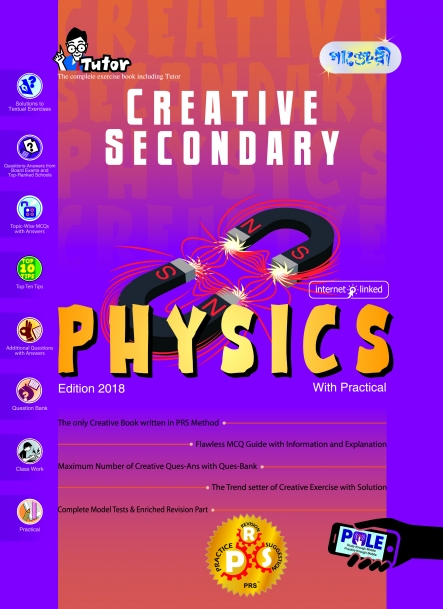 Tutor
The complete exercise book including Tutor
পাঞ্জেরী
CREATIVE
SECONDARY
PHYSICS
CREATIVE
CREATIVE
SECONDARY
Solutions to
Textual Exercises
Questions-Answers from
Board Exams and
Top-Ranked Schools
Topic-Wise MCQs
with Answers
TOP
10
TIPS
Top Ten Tips
Additional Questions
with Answers
Question Bank
Class Work
Practical
N
S
S
N
internet linked
PHYSICS
Edition 2018
With Practical
The only Creative Book written in PRS Method
Flawless MCQ Guide with Information and Explanation
Maximum Number of Creative Ques-Ans with Ques-Bank
The Trend setter of Creative Exercise with Solution
Complete Model Tests & Enriched Revision Part
PRACTICE
REVISION
SUGGESTION
P
R
S
PRS